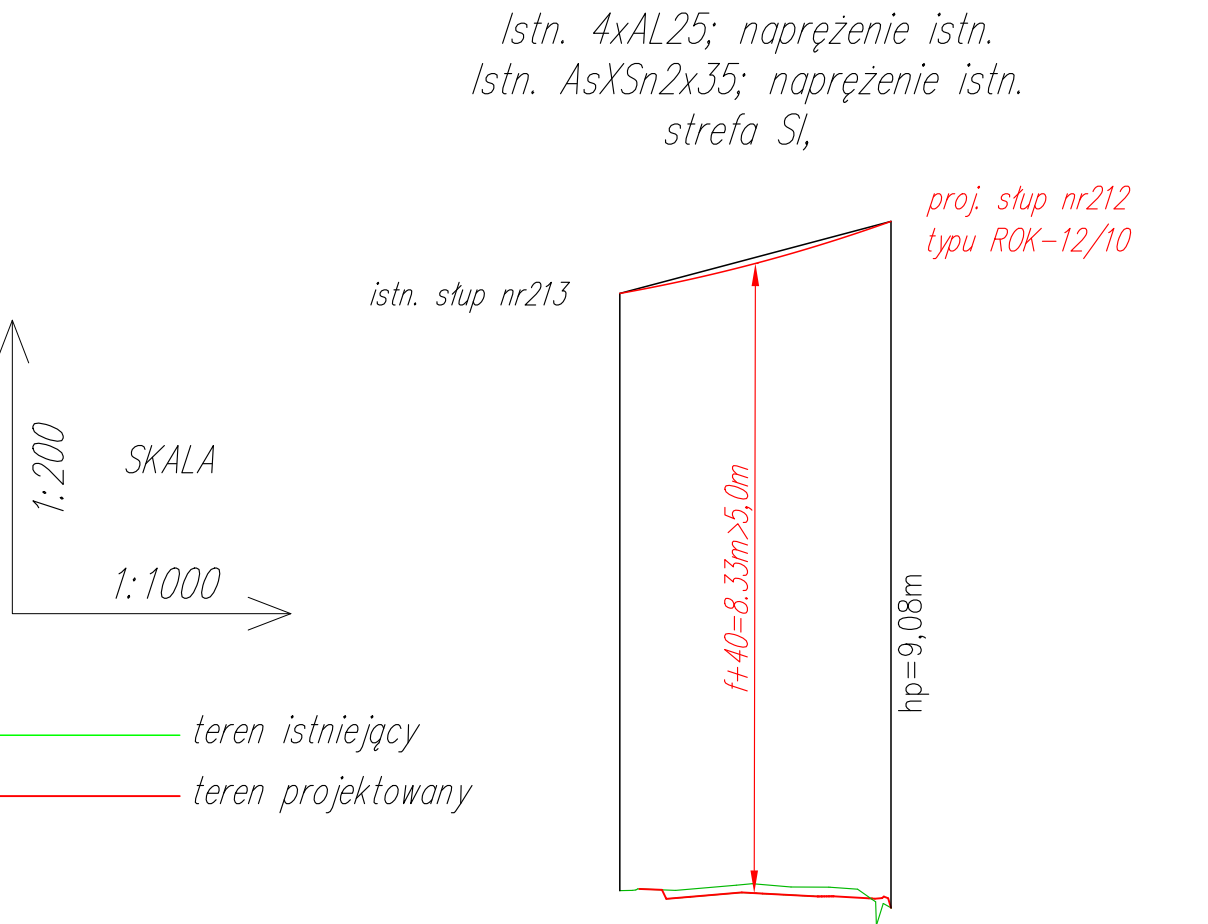 Istn. 4xAL25; naprężenie istn.
Istn. AsXSn2x35; naprężenie istn.
strefa SI,
proj. słup nr212
typu ROK-12/10
istn. słup nr213
1:200
SKALA
1:1000
f+40=8.33m>5,0m
hp=9,08m
teren istniejący
teren projektowany